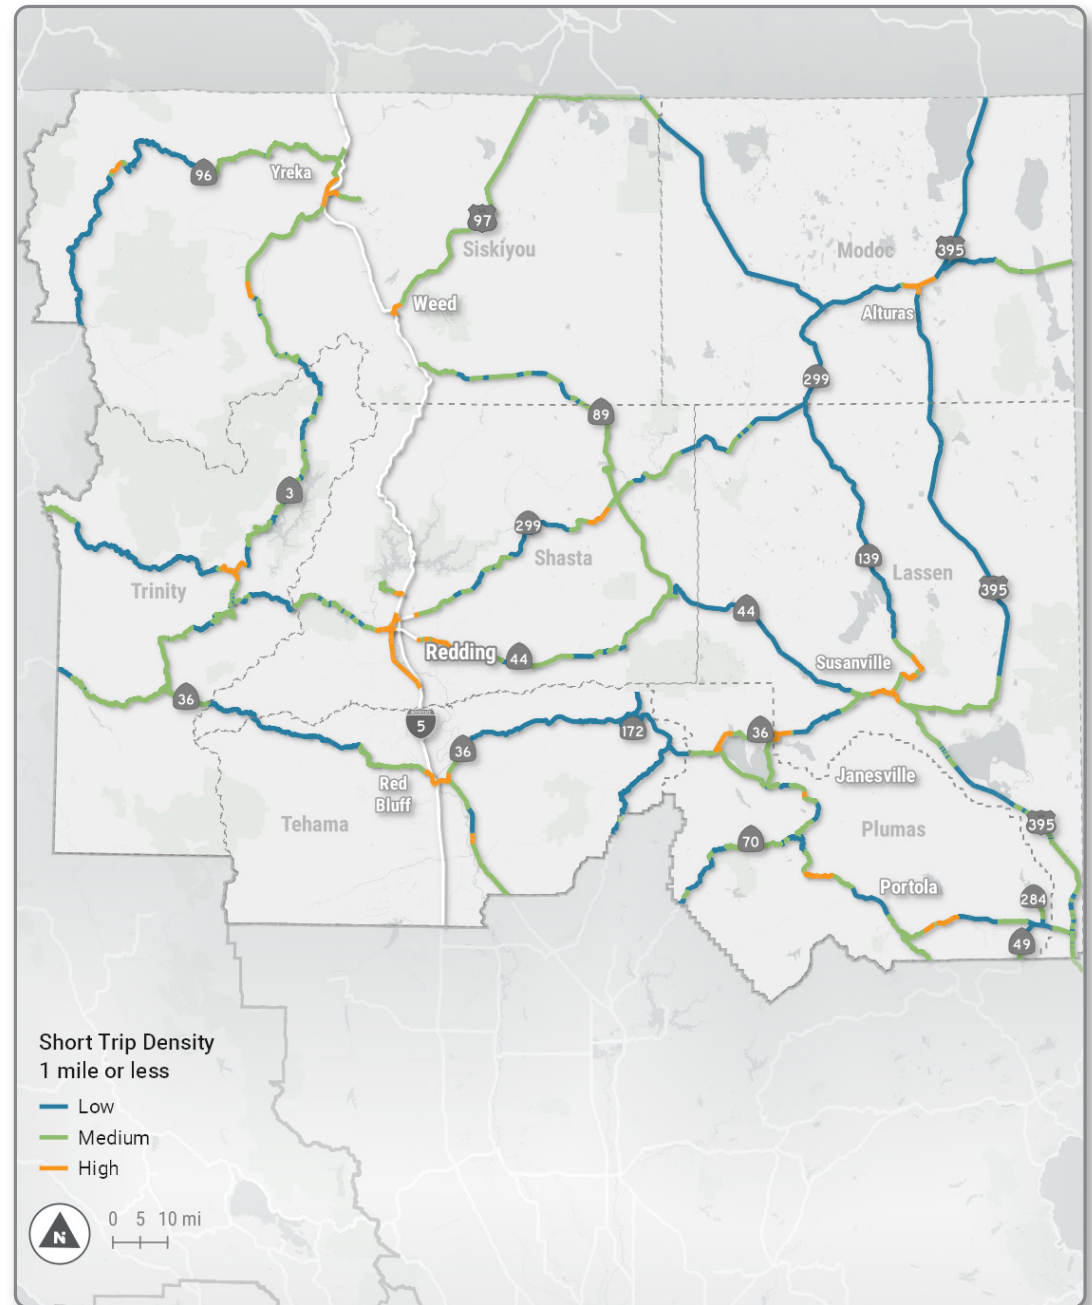 96
Yreka
97
Siskiyou
Modoc
395
Weed
Alturas
299
89
3
299
Shasta
139
Lassen
395
Trinity
44
Redding
44
Susanville
36
5
172
36
36
Janesville
Red
Bluff
Tehama
70
Plumas
395
Portola
284
49
Short Trip Density
1 mile or less
Low
Medium
High
N
0 5 10 mi